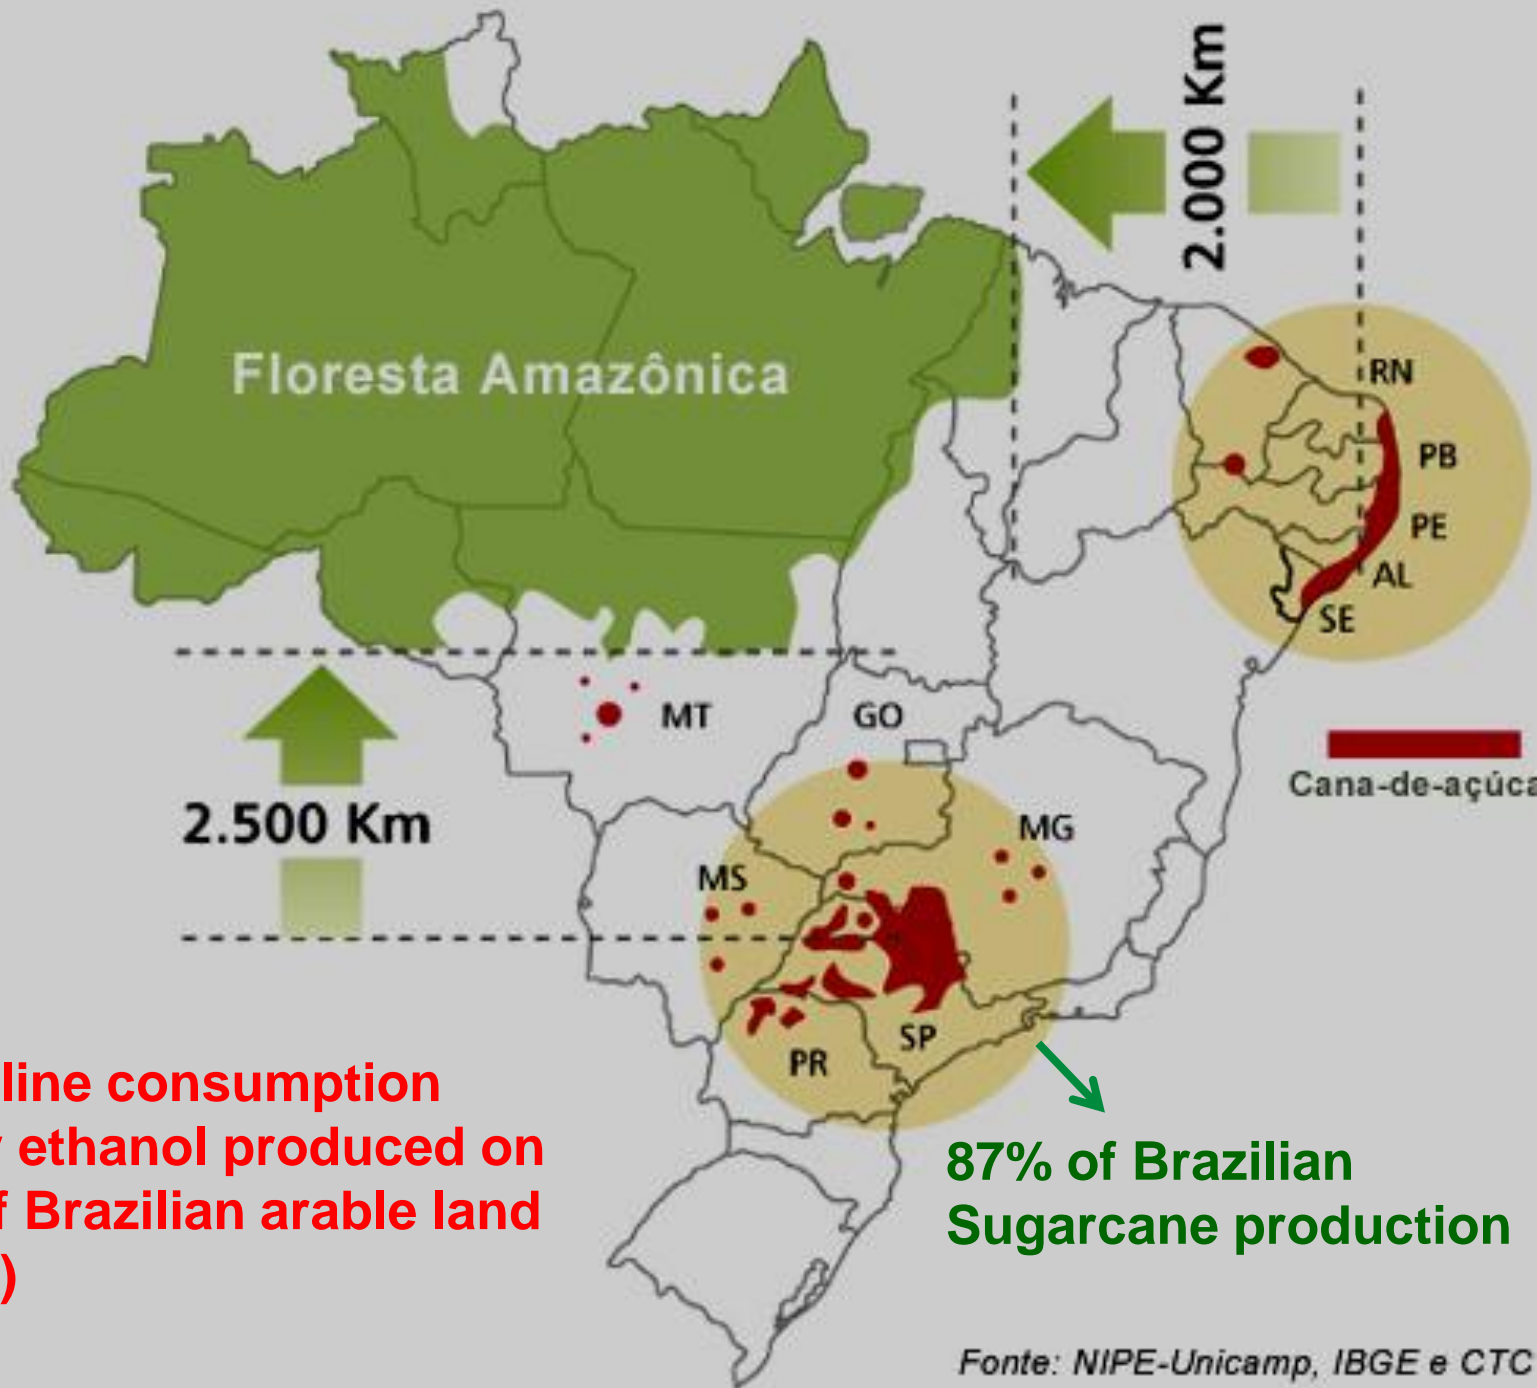 2.000 Km
Floresta Amazônica
RN
PB
PE
AL
SE
MT
GO
Cana-de-açúca
2.500 Km
MG
MS
SP
PR
line consumption
ethanol produced on
Brazilian arable land
)
87% of Brazilian
Sugarcane production
Fonte: NIPE-Unicamp, IBGE e CTC